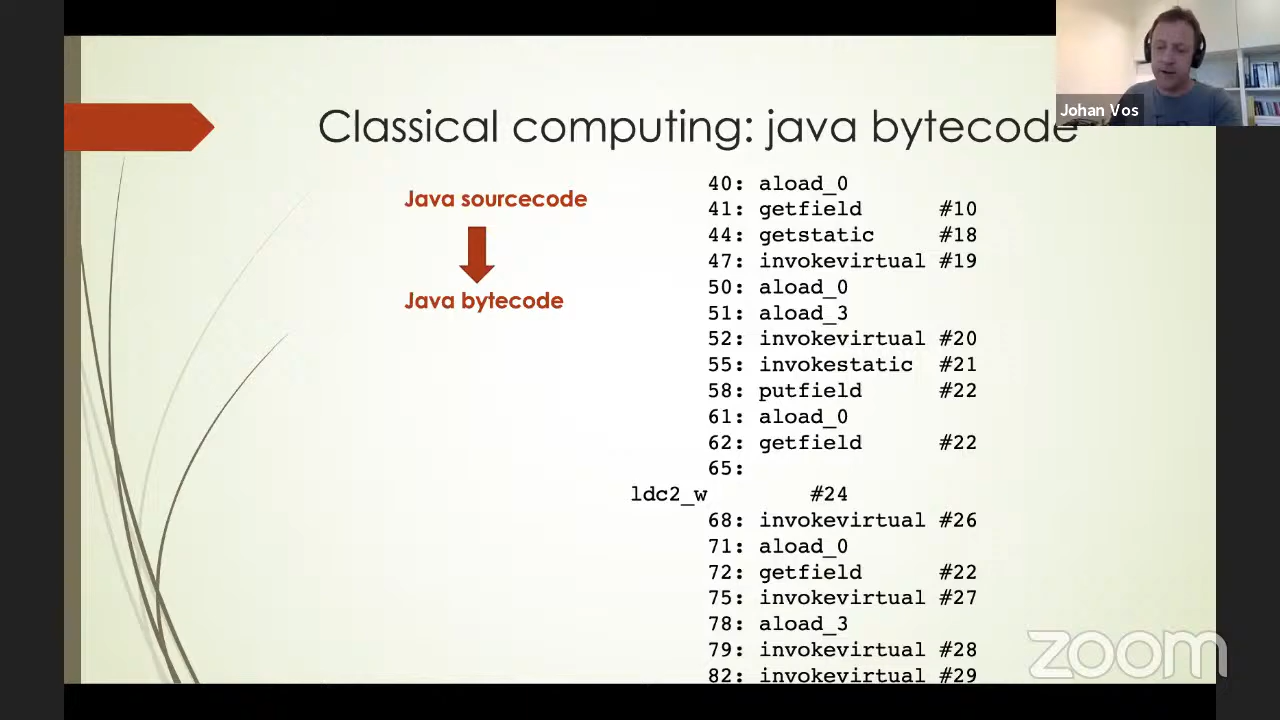 Johan Vos
Classical computing: java bytecode
Java sourcecode
Java bytecode
40: aload_0
41: getfield #10
44: getstatic #18
47: invokevirtual #19
50: aload_0
51: aload_3
52: invokevirtual #20
55: invokestatic #21
58: putfield #22
61: aload_0
62: getfield #22
65:
ldc2_w #24
68: invokevirtual #26
71: aload_0
72: getfield #22
75: invokevirtual #27
78: aload_3
79: invokevirtual #28
82: invokevirtual #29
zoom